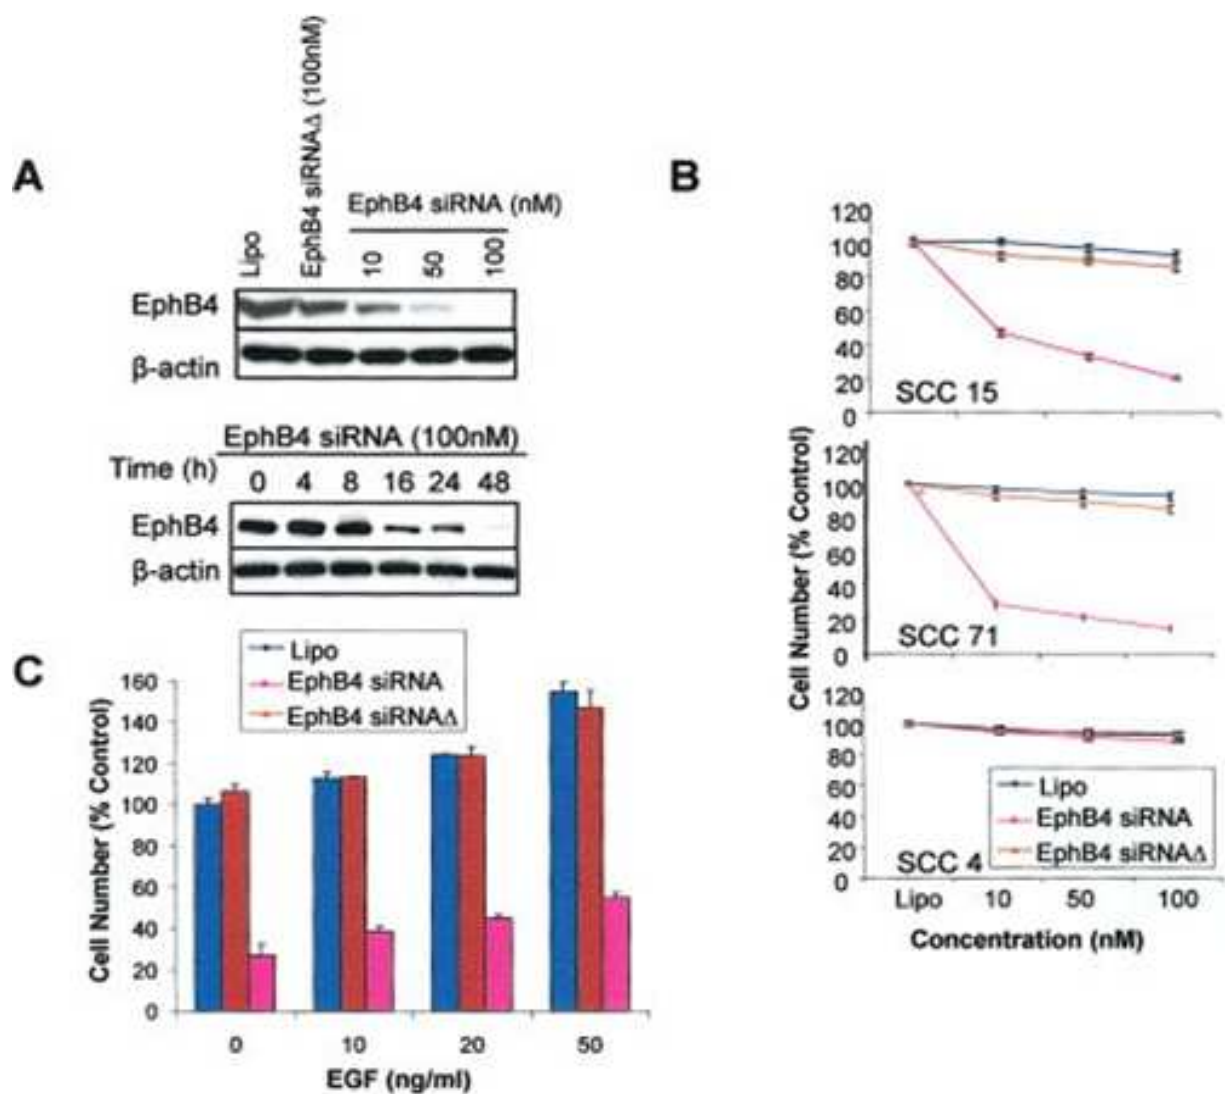 A
Lipo
EphB4 siRNAΔ (100nM)
EphB4 siRNA (nM)
10 50 100
EphB4
β-actin
EphB4 siRNA (100nM)
Time (h) 0 4 8 16 24 48
EphB4
β-actin
B
Cell Number (% Control)
120
100
80
60
40
20
0
SCC 15
120
100
80
60
40
20
0
SCC 71
120
100
80
60
40
20
0
SCC 4
Lipo
EphB4 siRNA
EphB4 siRNAΔ
Lipo 10 50 100
Concentration (nM)
C
Lipo
EphB4 siRNA
EphB4 siRNAΔ
Cell Number (% Control)
160
140
120
100
80
60
40
20
0
0 10 20 50
EGF (ng/ml)